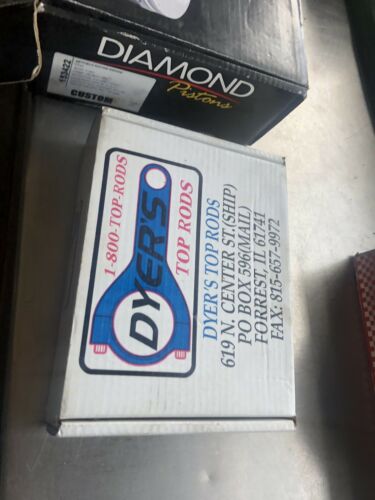 DIAMOND
Pistons
CUSTOM
1-800-TOP-RODS
DYER'S
TOP RODS
DYER'S TOP RODS
619 N. CENTER ST.(SHIP)
PO BOX 596(MAIL)
FORREST, IL 61741
FAX: 815-657-9972